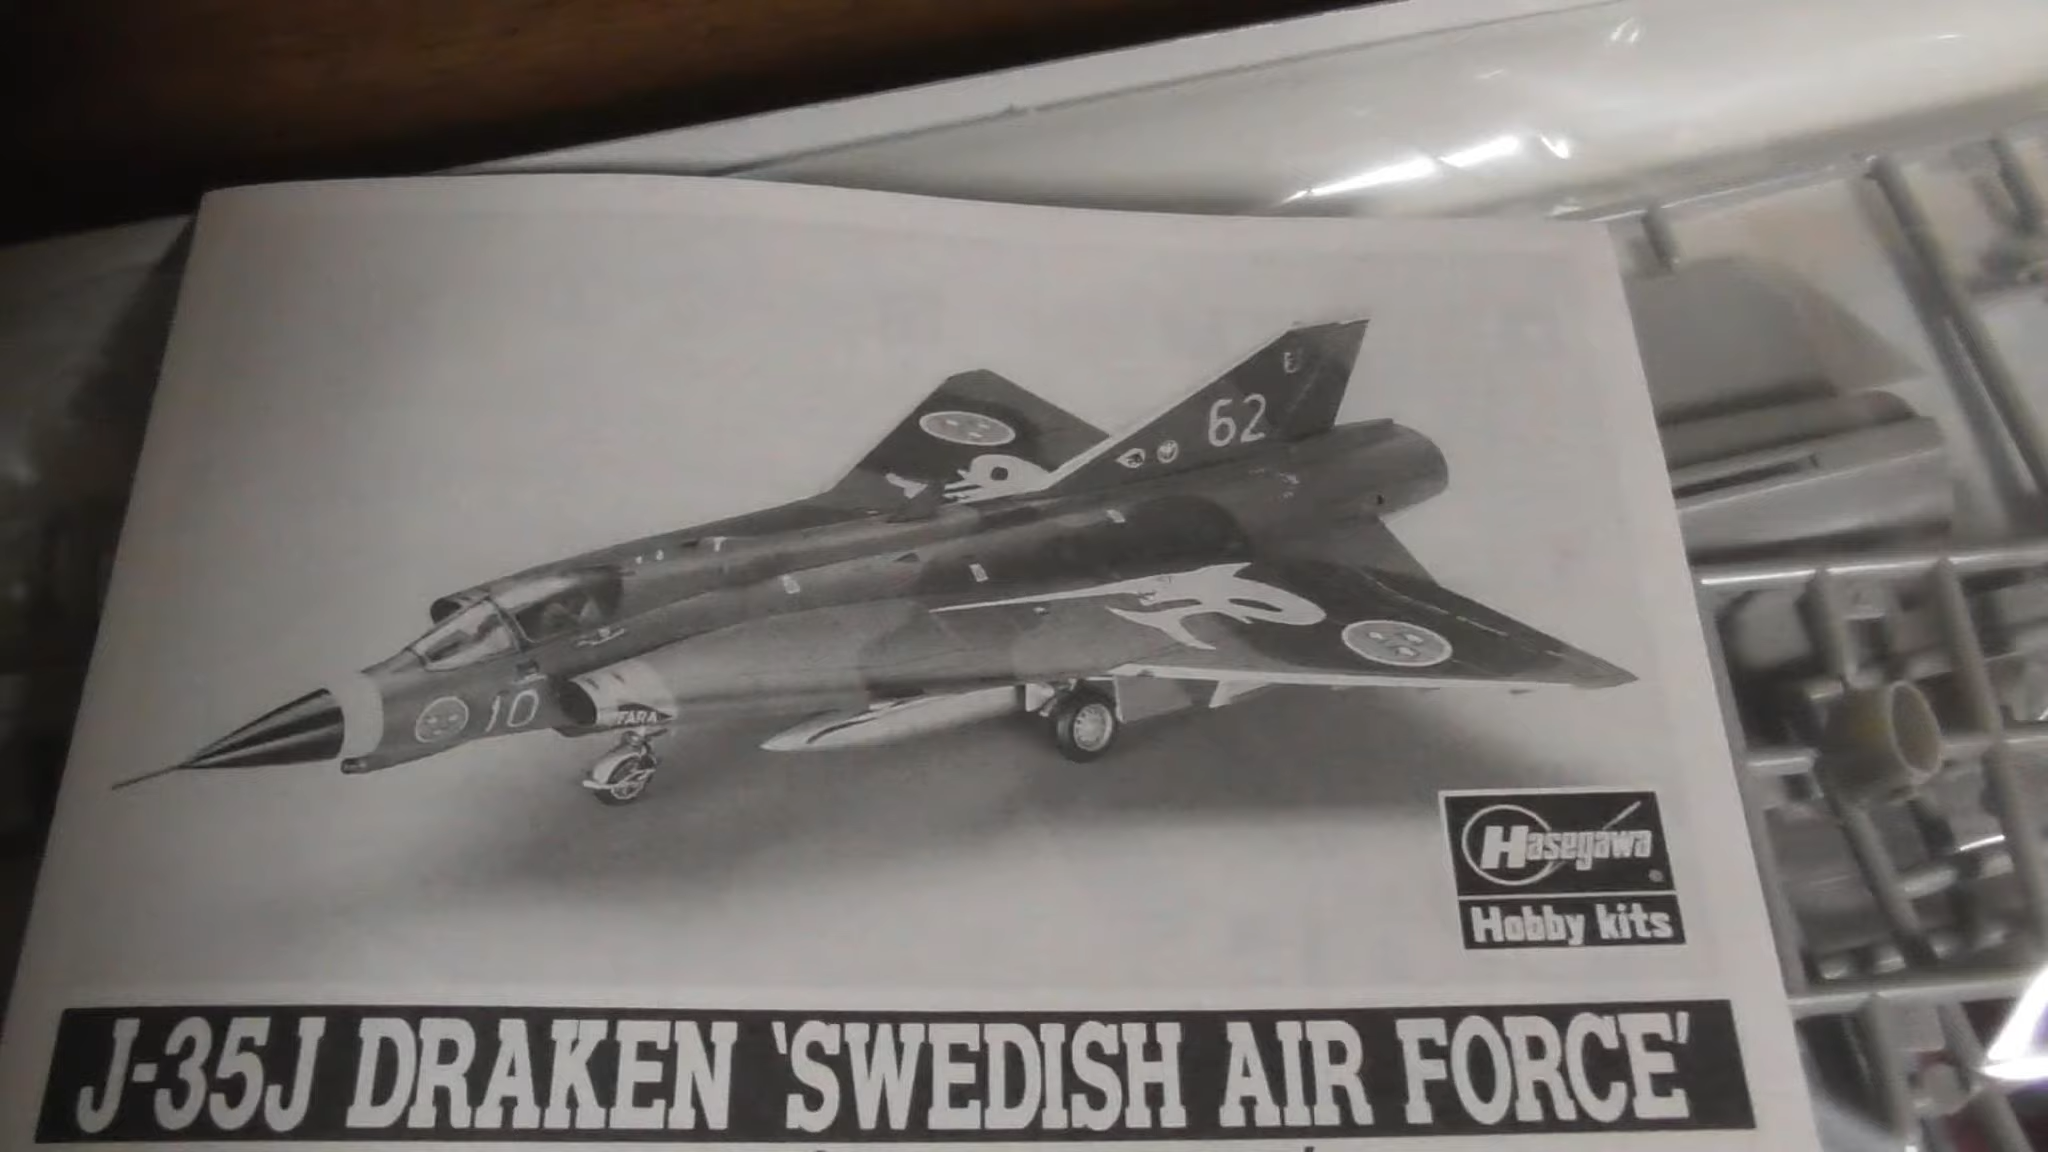 62
10
FARA
Hasegawa
Hobby kits
J-35J DRAKEN 'SWEDISH AIR FORCE'